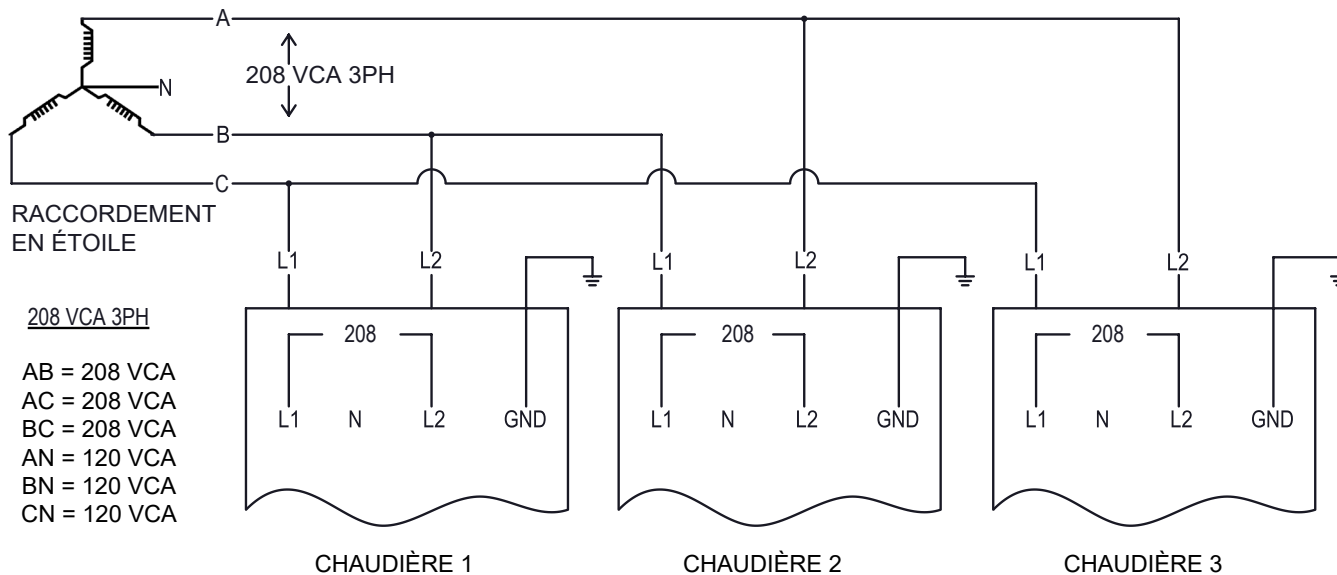 A
208 VCA 3PH
N
B
C
RACCORDEMENT
EN ÉTOILE
L1 L2 L1 L2 L1 L2
208 VCA 3PH
208 208 208
AB = 208 VCA
AC = 208 VCA
BC = 208 VCA
AN = 120 VCA
BN = 120 VCA
CN = 120 VCA
L1 N L2 GND L1 N L2 GND L1 N L2 GND
CHAUDIÈRE 1 CHAUDIÈRE 2 CHAUDIÈRE 3